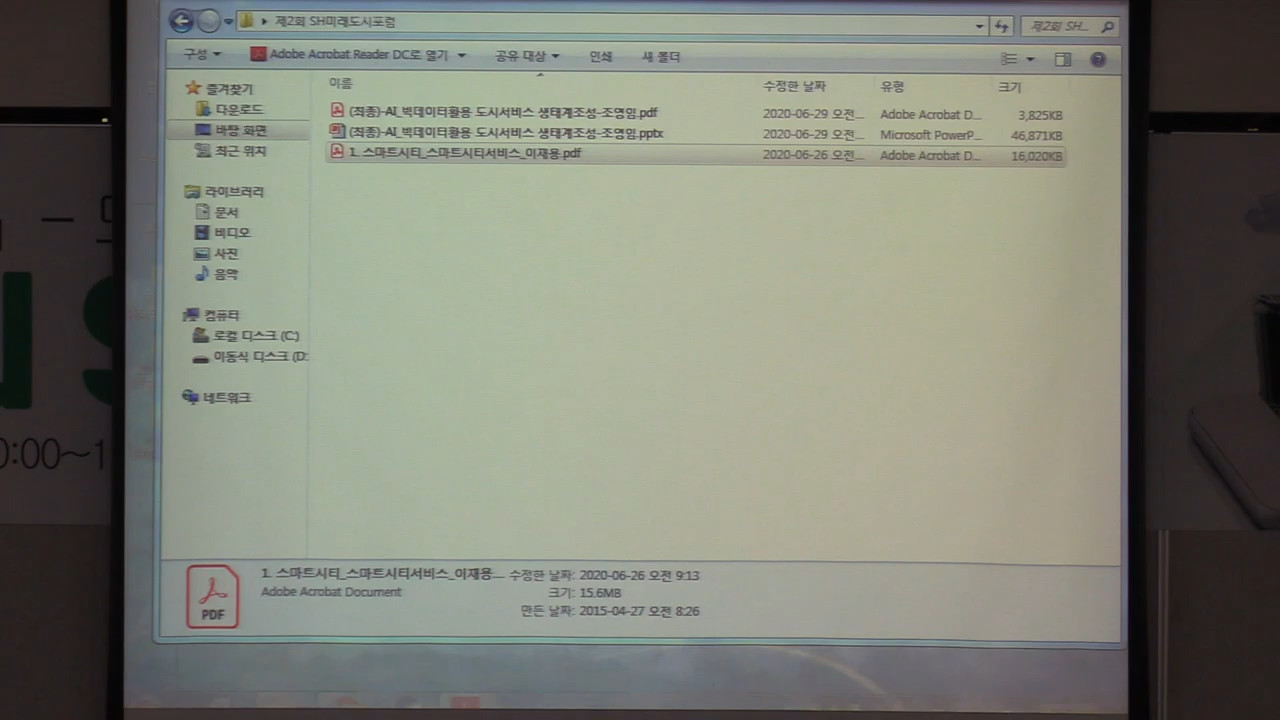 제2회 SH미래도시포럼
제2회 SH...
구성 Adobe Acrobat Reader DC로 열기 공유 대상 인쇄 새 폴더
이름 수정한 날짜 유형 크기
(최종)-AI_빅데이터활용 도시서비스 생태계조성-조영임.pdf 2020-06-29 오전... Adobe Acrobat D... 3,825KB
(최종)-AI_빅데이터활용 도시서비스 생태계조성-조영임.pptx 2020-06-29 오전... Microsoft PowerP... 46,871KB
1. 스마트시티_스마트시티서비스_이재용.pdf 2020-06-26 오전... Adobe Acrobat D... 16,020KB
즐겨찾기
다운로드
바탕 화면
최근 위치
라이브러리
문서
비디오
사진
음악
컴퓨터
로컬 디스크 (C:)
이동식 디스크 (D:
네트워크
0:00~1
PDF
1. 스마트시티_스마트시티서비스_이재용... 수정한 날짜: 2020-06-26 오전 9:13
Adobe Acrobat Document 크기: 15.6MB
만든 날짜: 2015-04-27 오전 8:26